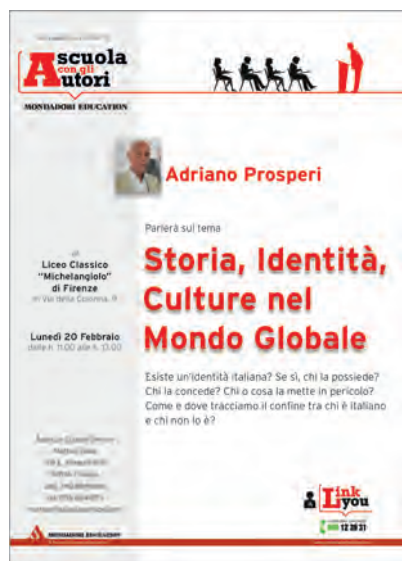 A scuola
con gli
Autori
MONDADORI EDUCATION
Adriano Prosperi
Parlerà sul tema
Storia, Identità,
Culture nel
Mondo Globale
al
Liceo Classico
"Michelangiolo"
di Firenze
in Via della Colonna, 9
Lunedì 20 Febbraio
dalle h. 11.00 alle h. 13.00
Esiste un'identità italiana? Se sì, chi la possiede?
Chi la concede? Chi o cosa la mette in pericolo?
Come e dove tracciamo il confine tra chi è italiano
e chi non lo è?
Link
you
MONDADORI EDUCATION